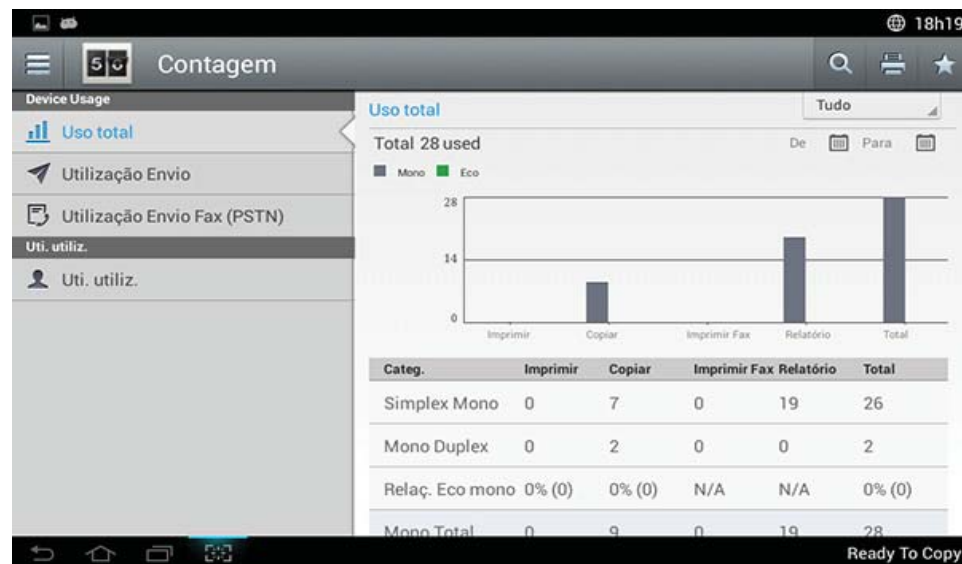 18h19
50 Contagem
Device Usage
Uso total
Utilização Envio
Utilização Envio Fax (PSTN)
Uti. utiliz.
Uti. utiliz.
Uso total
Tudo
Total 28 used
De Para
Mono Eco
28
14
0
Imprimir Copiar Imprimir Fax Relatório Total
Categ. Imprimir Copiar Imprimir Fax Relatório Total
Simplex Mono 0 7 0 19 26
Mono Duplex 0 2 0 0 2
Relaç. Eco mono 0% (0) 0% (0) N/A N/A 0% (0)
Mono Total 0 9 0 19 28
Ready To Copy